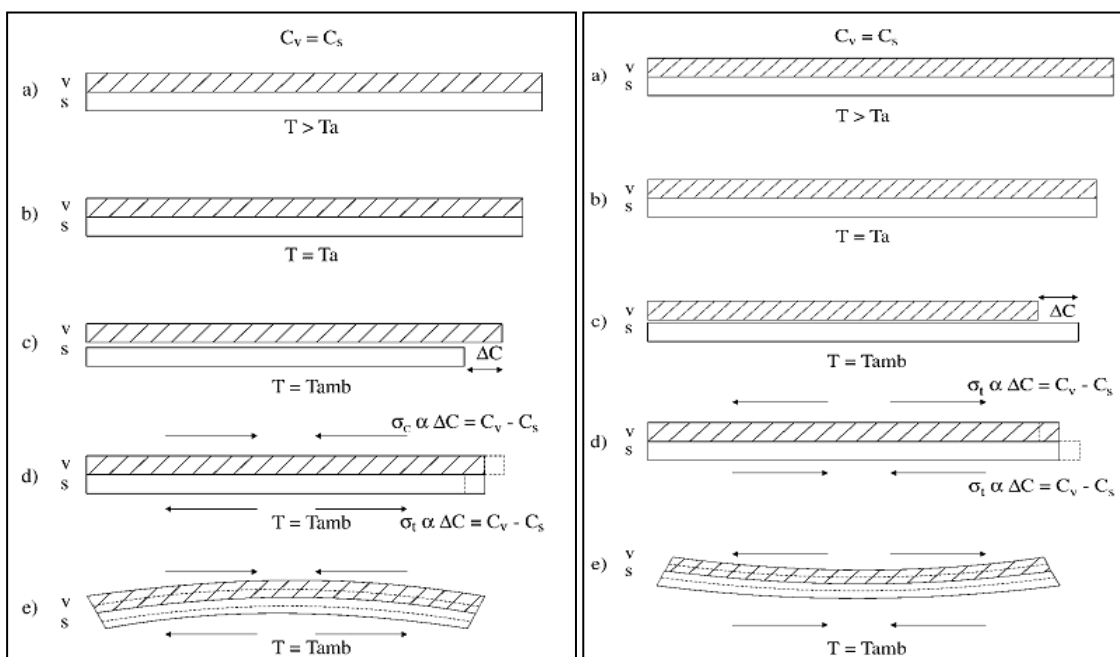 C_v = C_s
a) v
s
T > Ta
b) v
s
T = Ta
c) v
s
ΔC
T = Tamb
σ_c α ΔC = C_v - C_s
d) v
s
σ_t α ΔC = C_v - C_s
T = Tamb
e) v
s
T = Tamb
C_v = C_s
a) v
s
T > Ta
b) v
s
T = Ta
c) v
s
ΔC
T = Tamb
σ_t α ΔC = C_v - C_s
d) v
s
σ_t α ΔC = C_v - C_s
e) v
s
T = Tamb